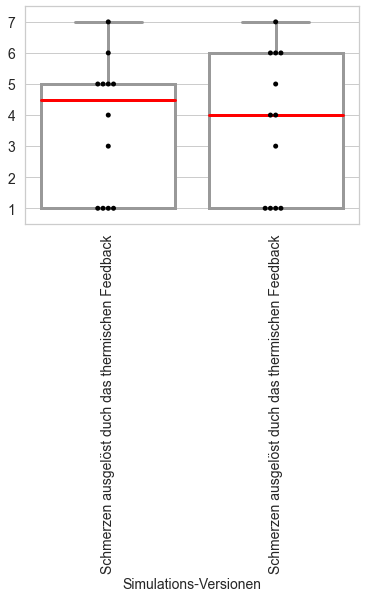 7
6
5
4
3
2
1
Schmerzen ausgelöst duch das thermischen Feedback
Schmerzen ausgelöst duch das thermischen Feedback
Simulations-Versionen